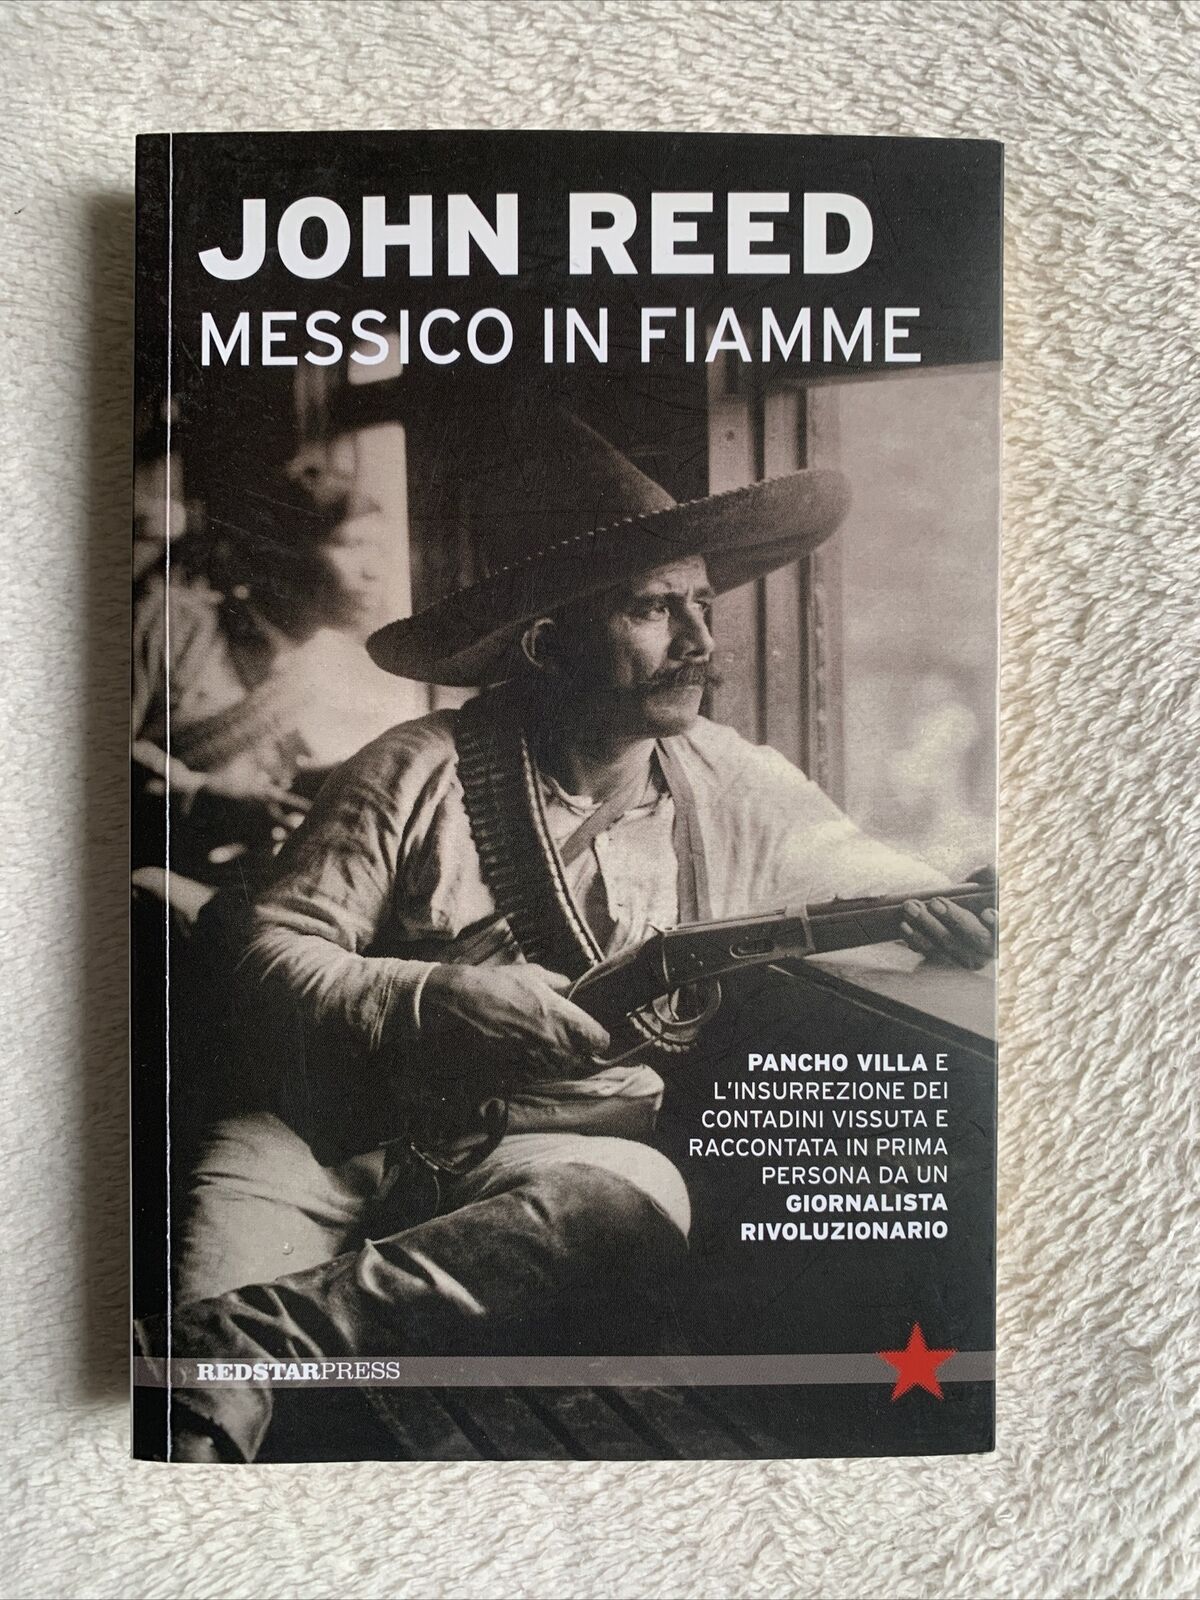 JOHN REED
MESSICO IN FIAMME
PANCHO VILLA E
L'INSURREZIONE DEI
CONTADINI VISSUTA E
RACCONTATA IN PRIMA
PERSONA DA UN
GIORNALISTA
RIVOLUZIONARIO
REDSTARPRESS